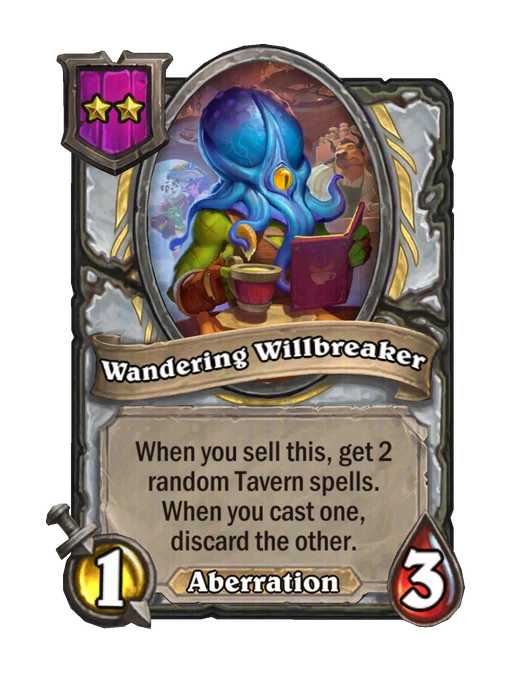 Wandering Willbreaker
When you sell this, get 2
random Tavern spells.
When you cast one,
discard the other.
Aberration
1
3